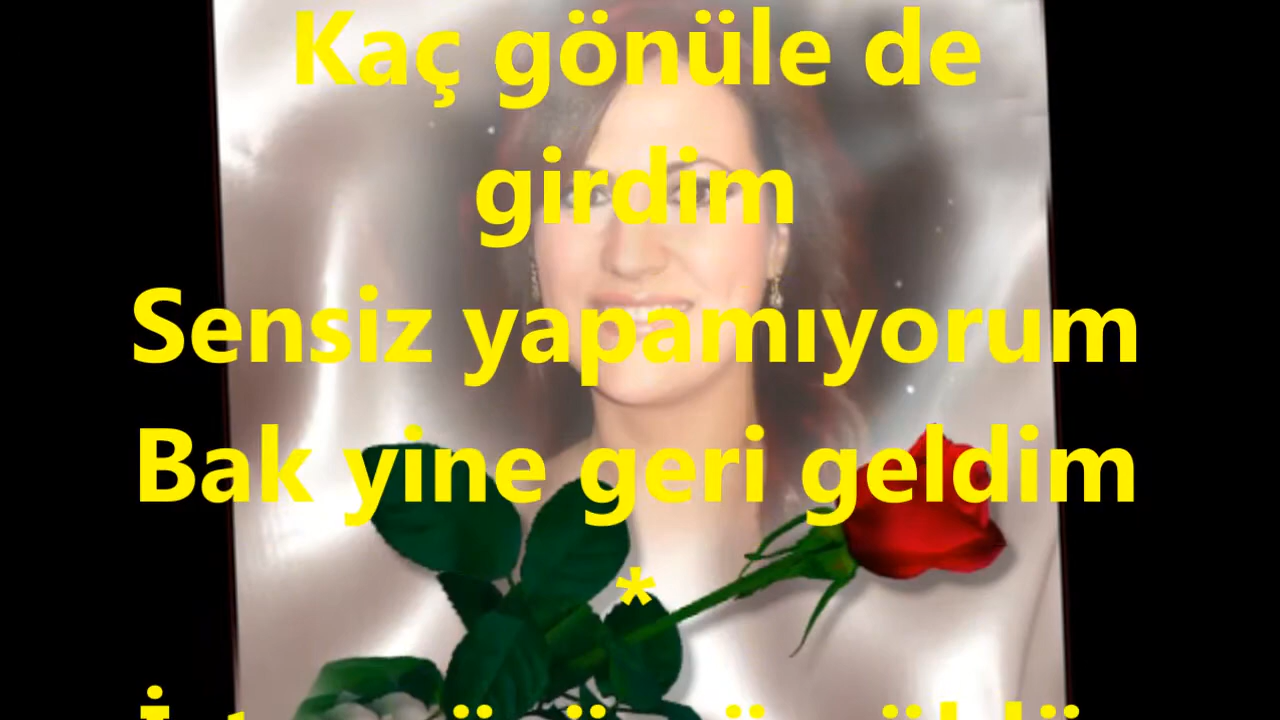 Kaç gönüle de
girdim
Sensiz yapamıyorum
Bak yine geri geldim
*